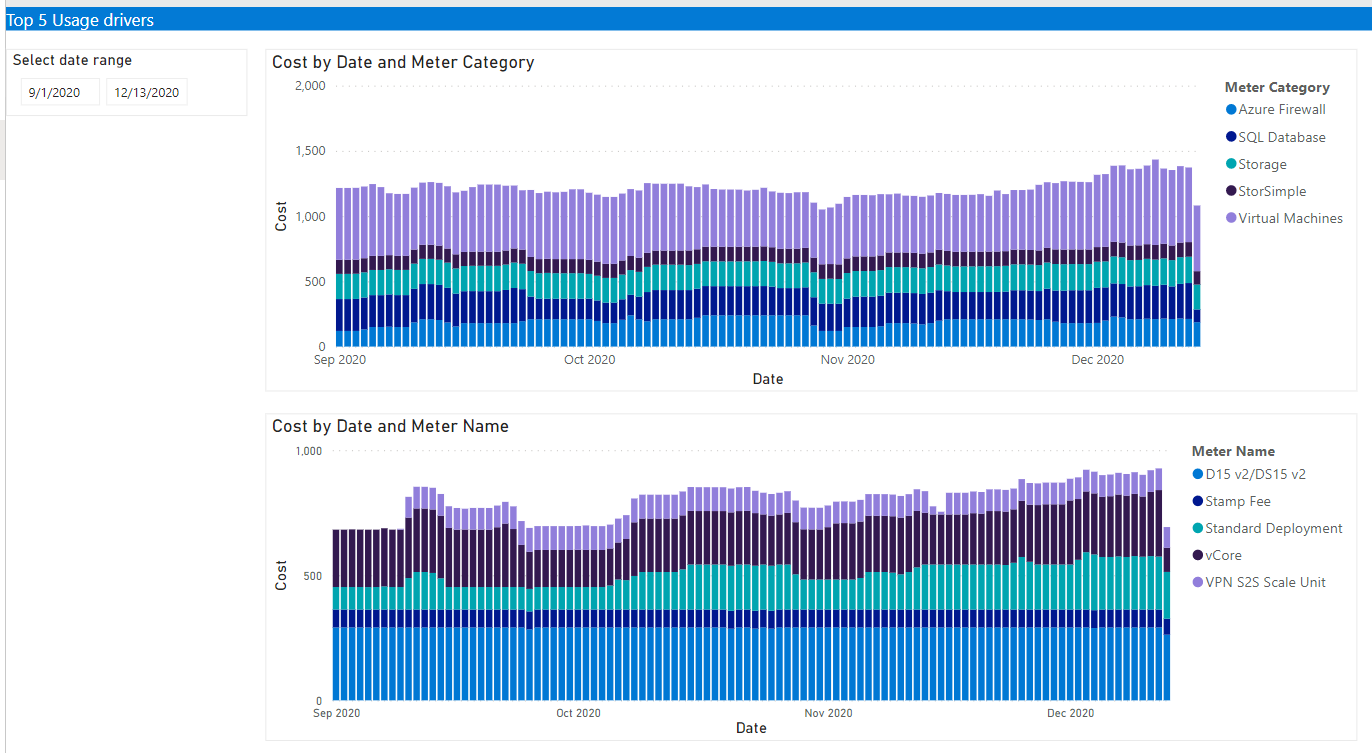 Top 5 Usage drivers
Select date range
9/1/2020 12/13/2020
Cost by Date and Meter Category
2,000
1,500
1,000
500
0
Cost
Sep 2020 Oct 2020 Nov 2020 Dec 2020
Date
Meter Category
Azure Firewall
SQL Database
Storage
StorSimple
Virtual Machines
Cost by Date and Meter Name
1,000
500
0
Cost
Sep 2020 Oct 2020 Nov 2020 Dec 2020
Date
Meter Name
D15 v2/DS15 v2
Stamp Fee
Standard Deployment
vCore
VPN S2S Scale Unit